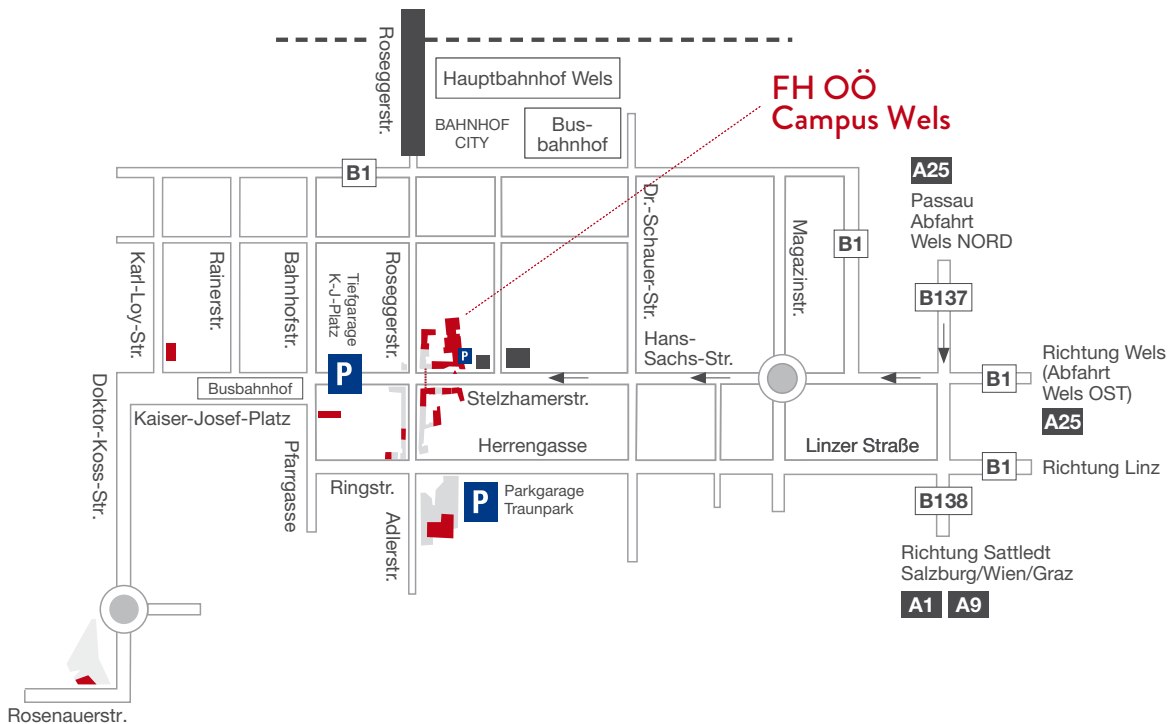 Roseggerstr.
Hauptbahnhof Wels
BAHNHOF
CITY
Bus-
bahnhof
FH OÖ
Campus Wels
B1
A25
Passau
Abfahrt
Wels NORD
B1
B137
Karl-Loy-Str.
Rainerstr.
Bahnhofstr.
Tiefgarage
K-J-Platz
Roseggerstr.
Dr.-Schauer-Str.
Magazinstr.
P
P
Hans-
Sachs-Str.
Richtung Wels
(Abfahrt
Wels OST)
A25
B1
Busbahnhof
Kaiser-Josef-Platz
Stelzhamerstr.
Doktor-Koss-Str.
Pfarrgasse
Herrengasse
Linzer Straße
B1
Richtung Linz
Ringstr.
Adlerstr.
P
Parkgarage
Traunpark
B138
Richtung Sattledt
Salzburg/Wien/Graz
A1
A9
Rosenauerstr.